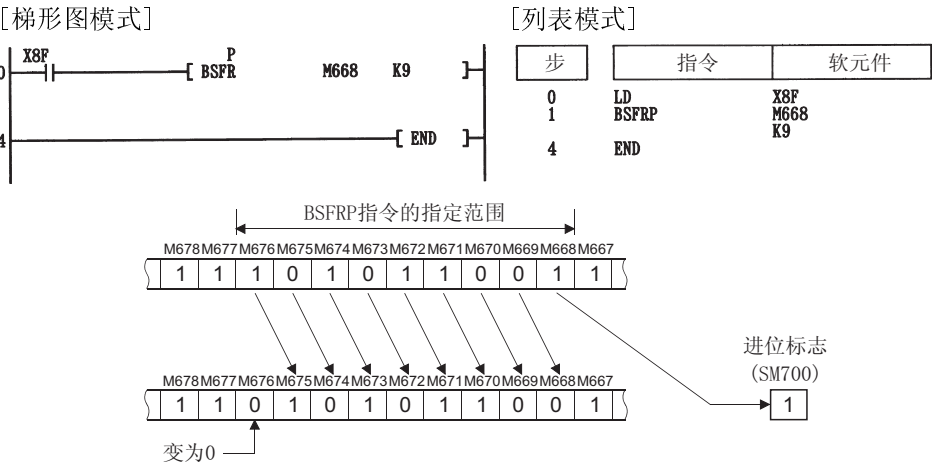 [梯形图模式]
[列表模式]
X8F
P
0
BSFR M668 K9
4
END
步 指令 软元件
0 LD X8F
1 BSFRP M668
K9
4 END
BSFRP指令的指定范围
M678 M677 M676 M675 M674 M673 M672 M671 M670 M669 M668 M667
1 1 1 0 1 0 1 1 0 0 1 1
进位标志
(SM700)
M678 M677 M676 M675 M674 M673 M672 M671 M670 M669 M668 M667
1 1 0 1 0 1 0 1 1 0 0 1
1
变为0